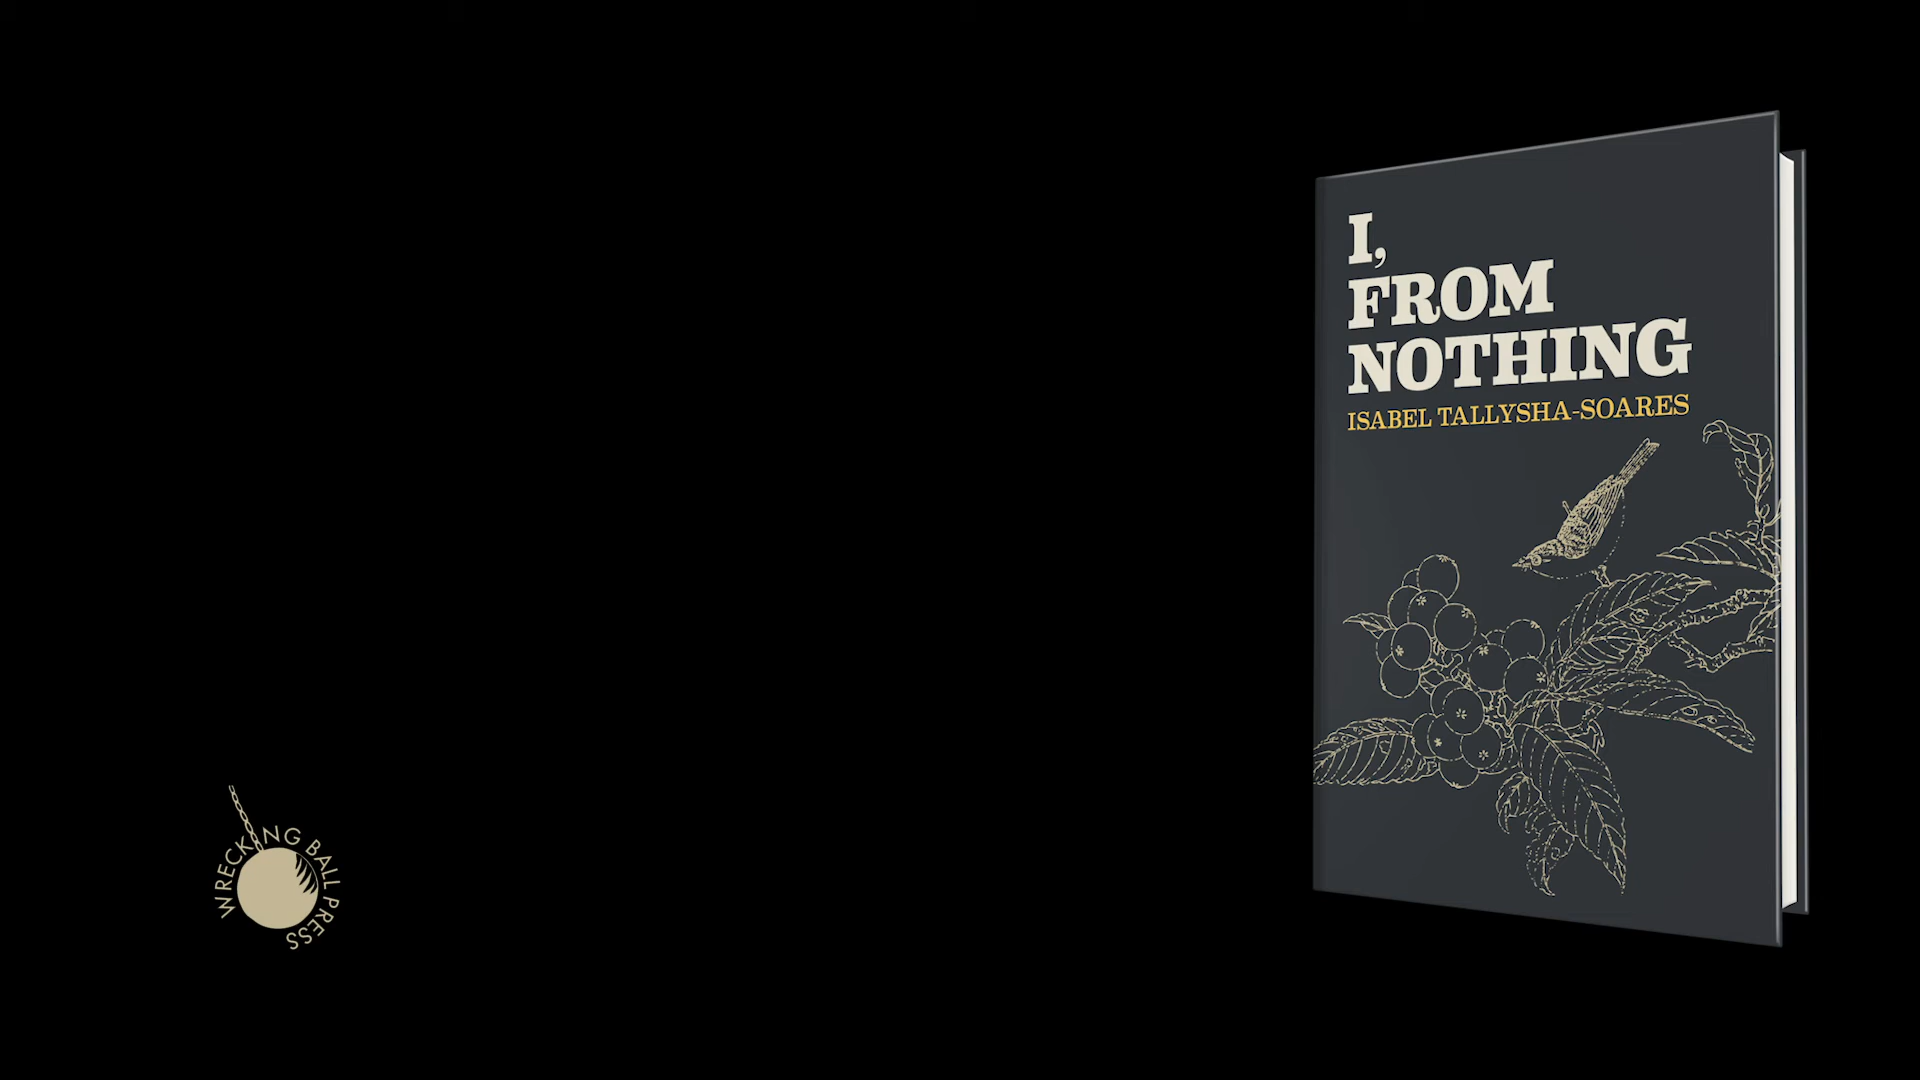 I,
FROM
NOTHING
ISABEL TALLYSHA-SOARES
WRECKING BALL PRESS